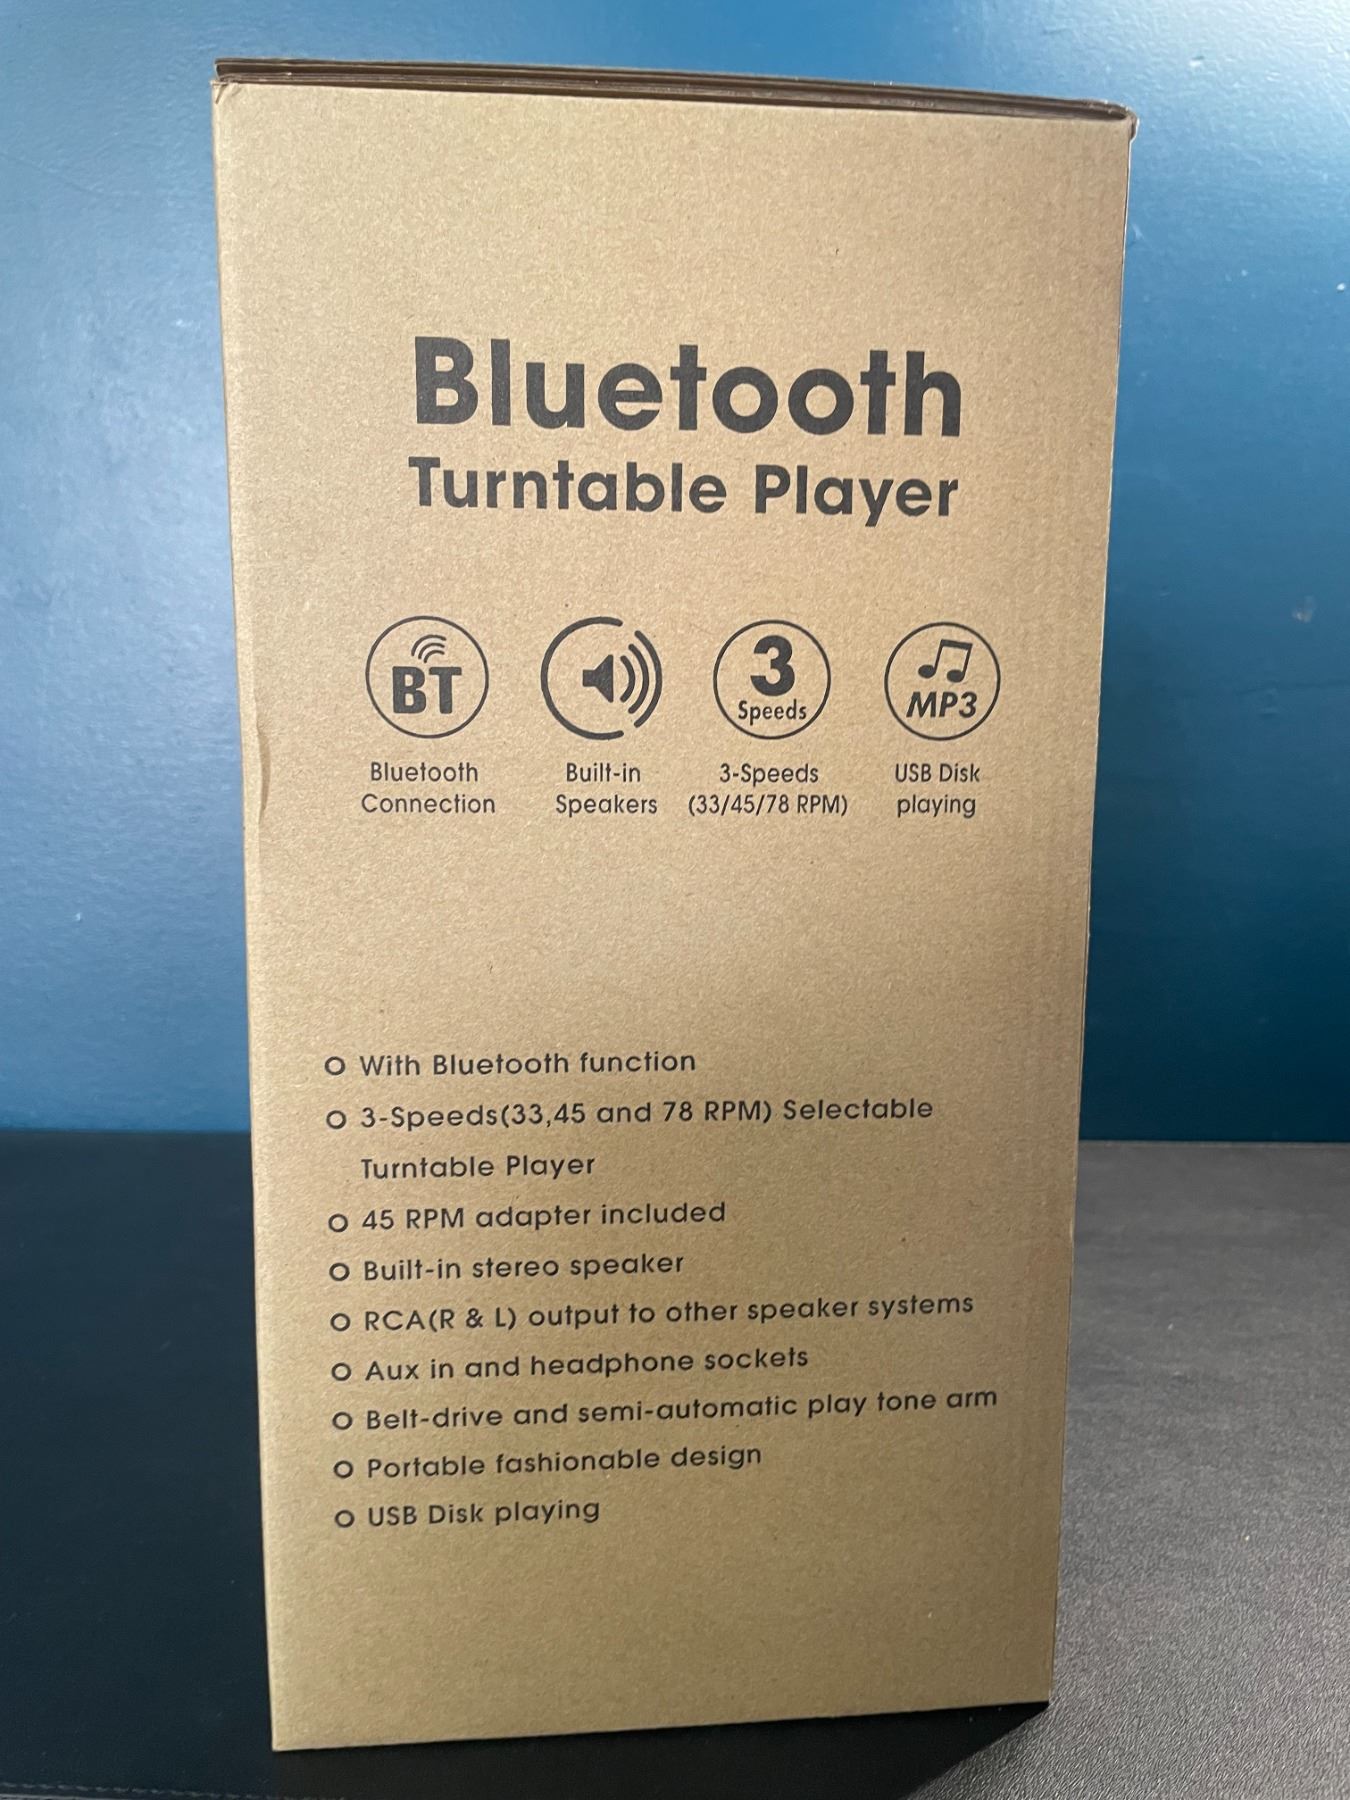 Bluetooth
Turntable Player
BT
3
Speeds
MP3
Bluetooth
Connection
Built-in
Speakers
3-Speeds
(33/45/78 RPM)
USB Disk
playing
With Bluetooth function
3-Speeds(33,45 and 78 RPM) Selectable
Turntable Player
45 RPM adapter included
Built-in stereo speaker
RCA(R & L) output to other speaker systems
Aux in and headphone sockets
Belt-drive and semi-automatic play tone arm
Portable fashionable design
USB Disk playing